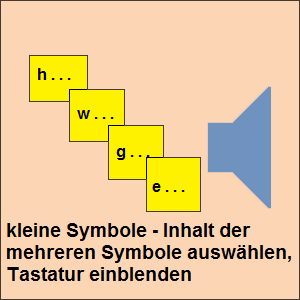 h . . .
w . . .
g . . .
e . . .
kleine Symbole - Inhalt der
mehreren Symbole auswählen,
Tastatur einblenden